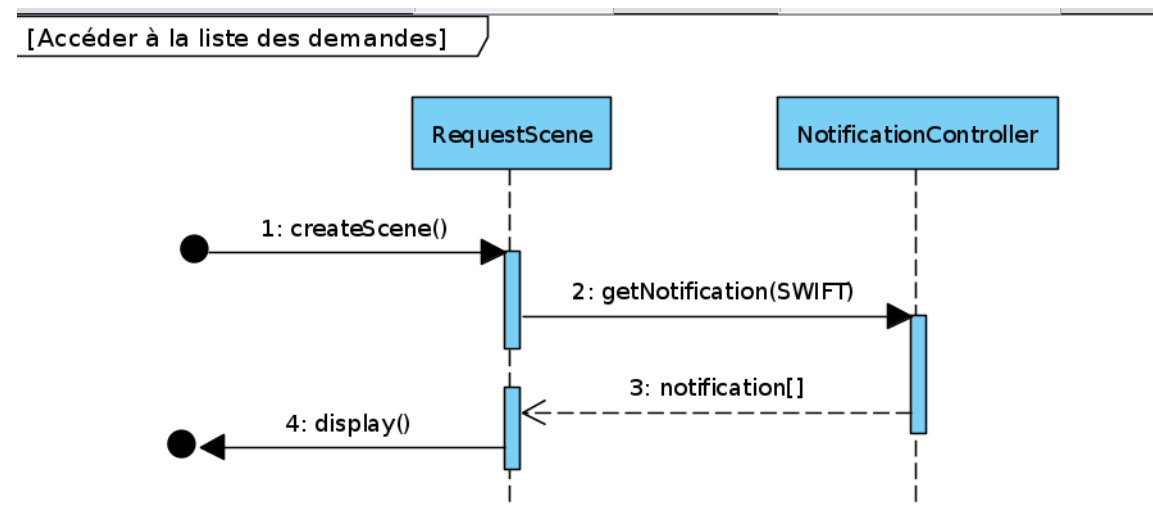 [Accéder à la liste des demandes]
RequestScene
NotificationController
1: createScene()
2: getNotification(SWIFT)
3: notification[]
4: display()